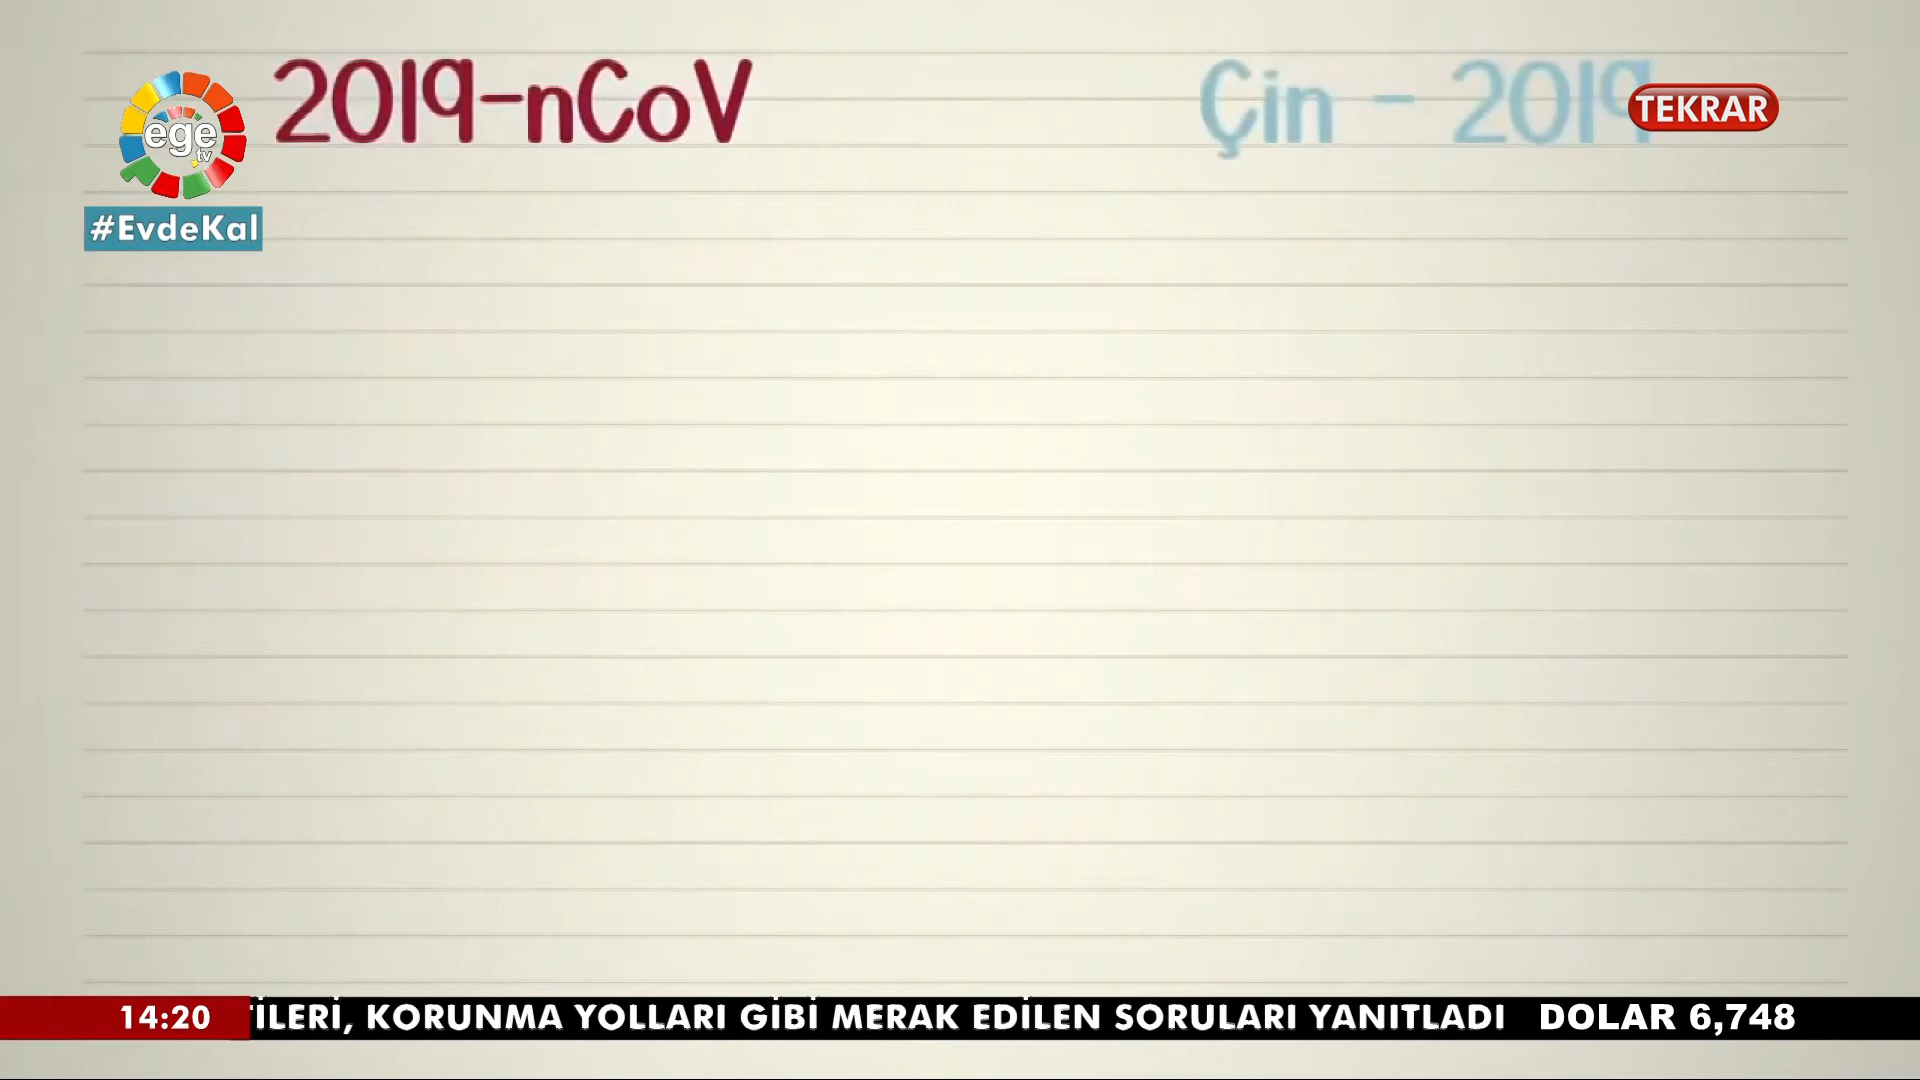 2019-nCoV
Çin - 2019
TEKRAR
ege
tv
#EvdeKal
14:20
İLERİ, KORUNMA YOLLARI GİBİ MERAK EDİLEN SORULARI YANITLADI DOLAR 6,748